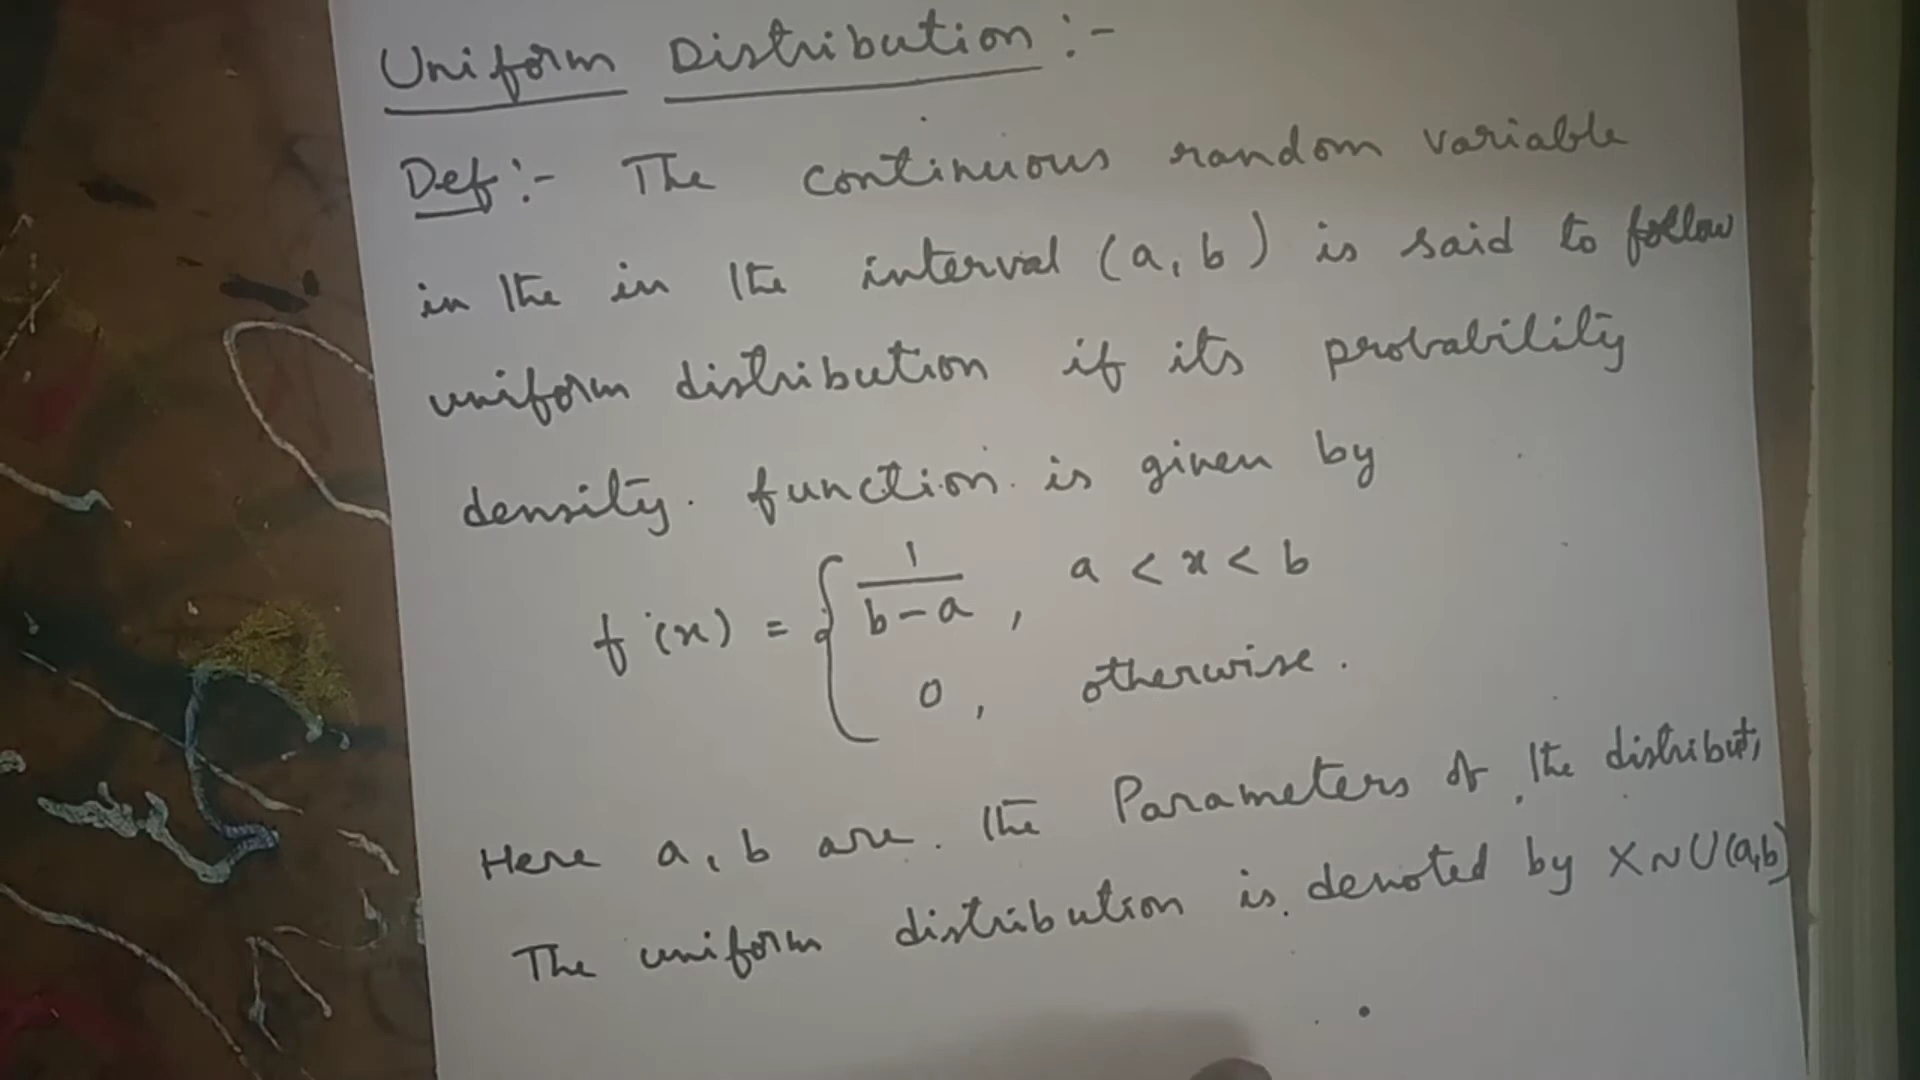 Uniform Distribution :-
Def :- The continuous random variable
in the in the interval (a, b) is said to follow
uniform distribution if its probability
density. function. is given by
f(x) = { 1/(b-a) , a < x < b
0 , otherwise.
Here a, b are. the Parameters of the distributi
The uniform distribution is. denoted by X~U(a,b)